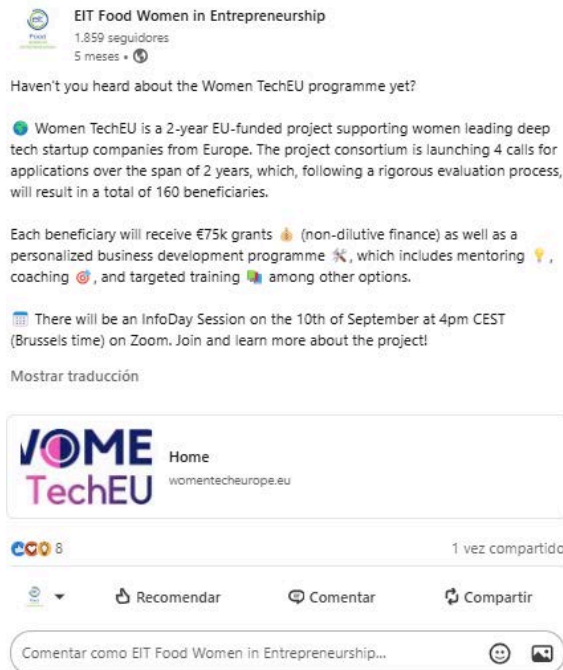 EIT Food Women in Entrepreneurship
1.859 seguidores
5 meses •
Haven't you heard about the Women TechEU programme yet?
Women TechEU is a 2-year EU-funded project supporting women leading deep
tech startup companies from Europe. The project consortium is launching 4 calls for
applications over the span of 2 years, which, following a rigorous evaluation process,
will result in a total of 160 beneficiaries.
Each beneficiary will receive €75k grants (non-dilutive finance) as well as a
personalized business development programme , which includes mentoring ,
coaching , and targeted training among other options.
There will be an InfoDay Session on the 10th of September at 4pm CEST
(Brussels time) on Zoom. Join and learn more about the project!
Mostrar traducción
WOME
TechEU
Home
womentecheurope.eu
8
1 vez compartido
Recomendar
Comentar
Compartir
Comentar como EIT Food Women in Entrepreneurship...